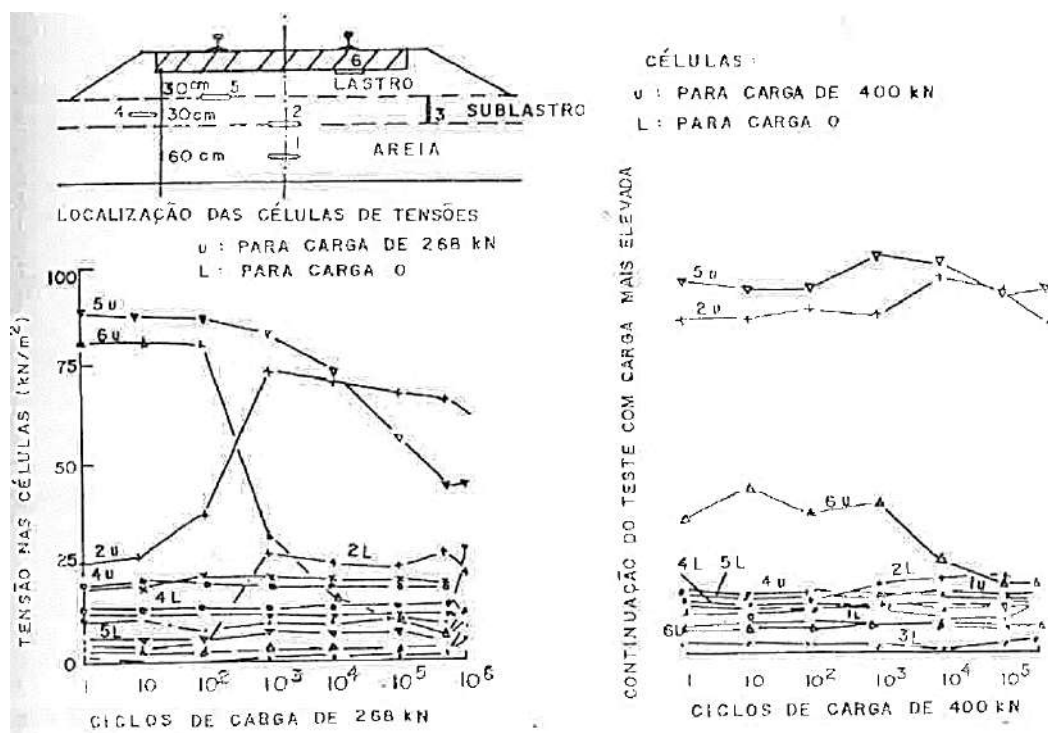 6
30cm
5
LASTRO
4
30cm
2
3
SUBLASTRO
1
60cm
AREIA
LOCALIZAÇÃO DAS CÉLULAS DE TENSÕES
u : PARA CARGA DE 268 kN
L : PARA CARGA 0
TENSÃO NAS CÉLULAS (kN/m²)
100
75
50
25
0
5u
6u
2u
2L
4u
4L
5L
1
10
10²
10³
10⁴
10⁵
10⁶
CICLOS DE CARGA DE 268 kN
CÉLULAS:
u : PARA CARGA DE 400 kN
L : PARA CARGA 0
CONTINUAÇÃO DO TESTE COM CARGA MAIS ELEVADA
5u
2u
6u
4L
5L
4u
2L
1u
1L
6L
3L
1
10
10²
10³
10⁴
10⁵
CICLOS DE CARGA DE 400 kN